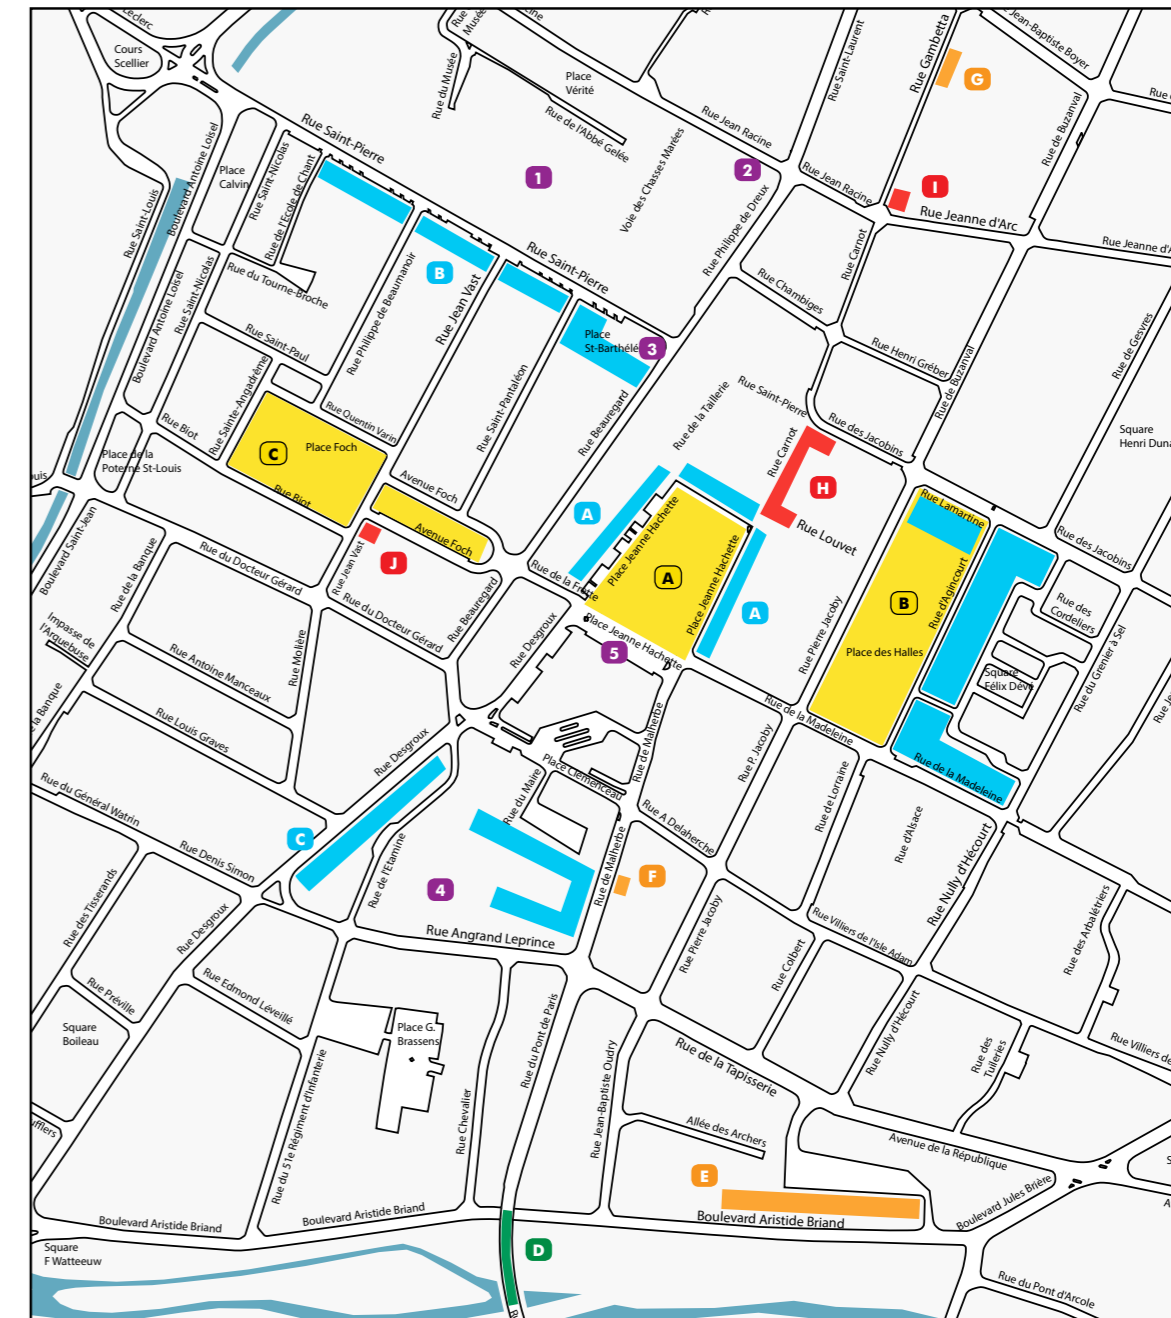 Leclerc
Cours
Scellier
Rue
Musée
Racine
Rue du Musée
Place
Vérité
Rue de l'Abbé Gelée
Rue Saint-Laurent
Rue Gambetta
Jean-Baptiste Boyer
G
Rue
Rue de Buzanval
Rue Jean Racine
Rue Saint-Pierre
1
2
Voie des Chasses Marées
Rue Philippe de Dreux
Rue Jean Racine
I
Rue Jeanne d'Arc
Rue Jeanne d'A
Rue Saint-Louis
Boulevard Antoine Loisel
Place
Calvin
Rue Saint-Nicolas
Rue de l'Ecole de Chant
Rue du Tourne-Broche
B
Rue Saint-Pierre
Rue Carnot
Rue Chambiges
Boulevard Antoine Loisel
Rue Saint-Nicolas
Rue Philippe de Beaumanoir
Rue Jean Vast
Rue Saint-Paul
Place
St-Barthélé
3
Rue Henri Gréber
Rue de Buzanval
Rue de Gesvres
Rue Sainte-Angadrême
Rue Biot
Rue Quentin Varin
Rue Saint-Pantaléon
Rue Beauregard
Rue de la Taillerie
Rue Saint-Pierre
Rue des Jacobins
Rue Carnot
Square
Henri Duna
Place de la
Poterne St-Louis
C
Place Foch
Rue Biot
Avenue Foch
Avenue Foch
H
Rue Louvet
Rue Lamartine
A
Place Jeanne Hachette
A
Place Jeanne Hachette
A
Rue de la Frette
Place Jeanne Hachette
5
Rue Pierre Jacoby
B
Place des Halles
Rue d'Agincourt
Rue des Jacobins
Rue des
Cordeliers
Square
Félix Dévé
Rue du Grenier à Sel
Boulevard Saint-Jean
Rue de la Banque
Rue du Docteur Gérard
Rue Jean Vast
J
Rue du Docteur Gérard
Rue Beauregard
Rue Desgroux
Impasse de
l'Arquebuse
Rue Antoine Manceaux
Rue Molière
Rue Louis Graves
la Banque
Rue Desgroux
Rue de la Madeleine
Rue de la Madeleine
Rue de Malherbe
Rue P. Jacoby
Place Clemenceau
Rue du Maire
Rue du Général Watrin
Rue Denis Simon
C
Rue de l'Etamine
4
Rue Angrand Leprince
Rue de Malherbe
F
Rue A Delaherche
Rue de Lorraine
Rue d'Alsace
Rue Nully d'Hécourt
Rue Villiers de l'Isle Adam
Rue des Arbalétriers
Rue des Tisserands
Rue Desgroux
Rue Préville
Rue Edmond Léveillé
Square
Boileau
Place G.
Brassens
Rue du 51e Régiment d'Infanterie
Rue Chevalier
Rue du Pont de Paris
Rue Jean-Baptiste Oudry
Rue Pierre Jacoby
Rue Colbert
Rue Nully d'Hécourt
Rue des
Tuileries
Rue Villiers de
Rue de la Tapisserie
Allée des Archers
Avenue de la République
E
Boulevard Aristide Briand
Boulevard Jules Brière
Boulevard Aristide Briand
Boulevard Aristide Briand
Square
F Watteeuw
D
Rue du Pont d'Arcole